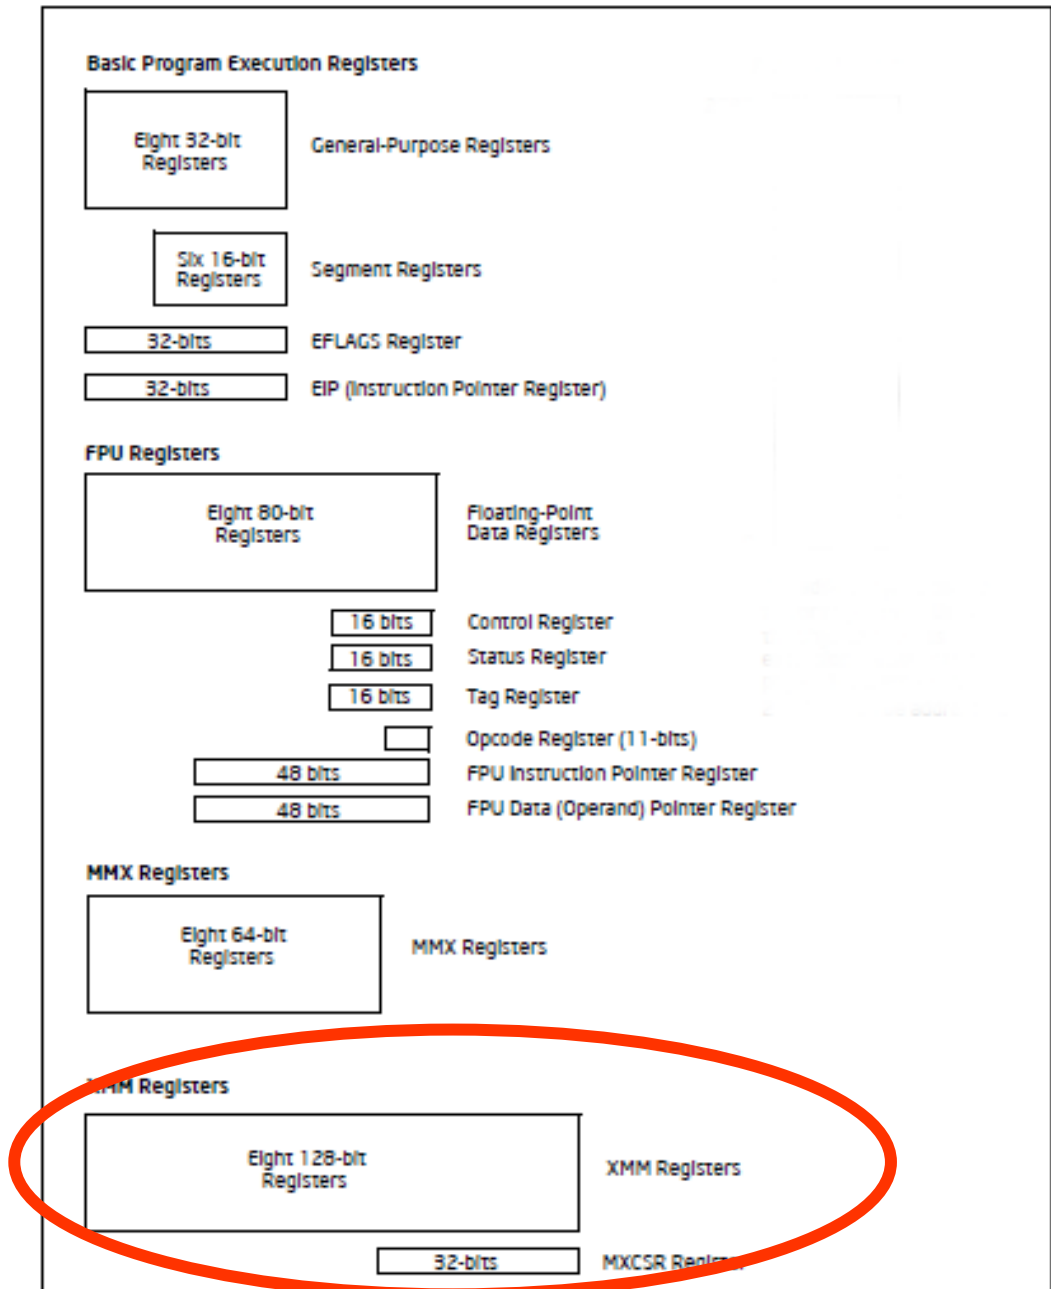 Basic Program Execution Registers
Eight 32-bit
Registers
General-Purpose Registers
Six 16-bit
Registers
Segment Registers
32-bits
EFLAGS Register
32-bits
EIP (Instruction Pointer Register)
FPU Registers
Eight 80-bit
Registers
Floating-Point
Data Registers
16 bits
Control Register
16 bits
Status Register
16 bits
Tag Register
Opcode Register (11-bits)
48 bits
FPU Instruction Pointer Register
48 bits
FPU Data (Operand) Pointer Register
MMX Registers
Eight 64-bit
Registers
MMX Registers
XMM Registers
Eight 128-bit
Registers
XMM Registers
32-bits
MXCSR Register